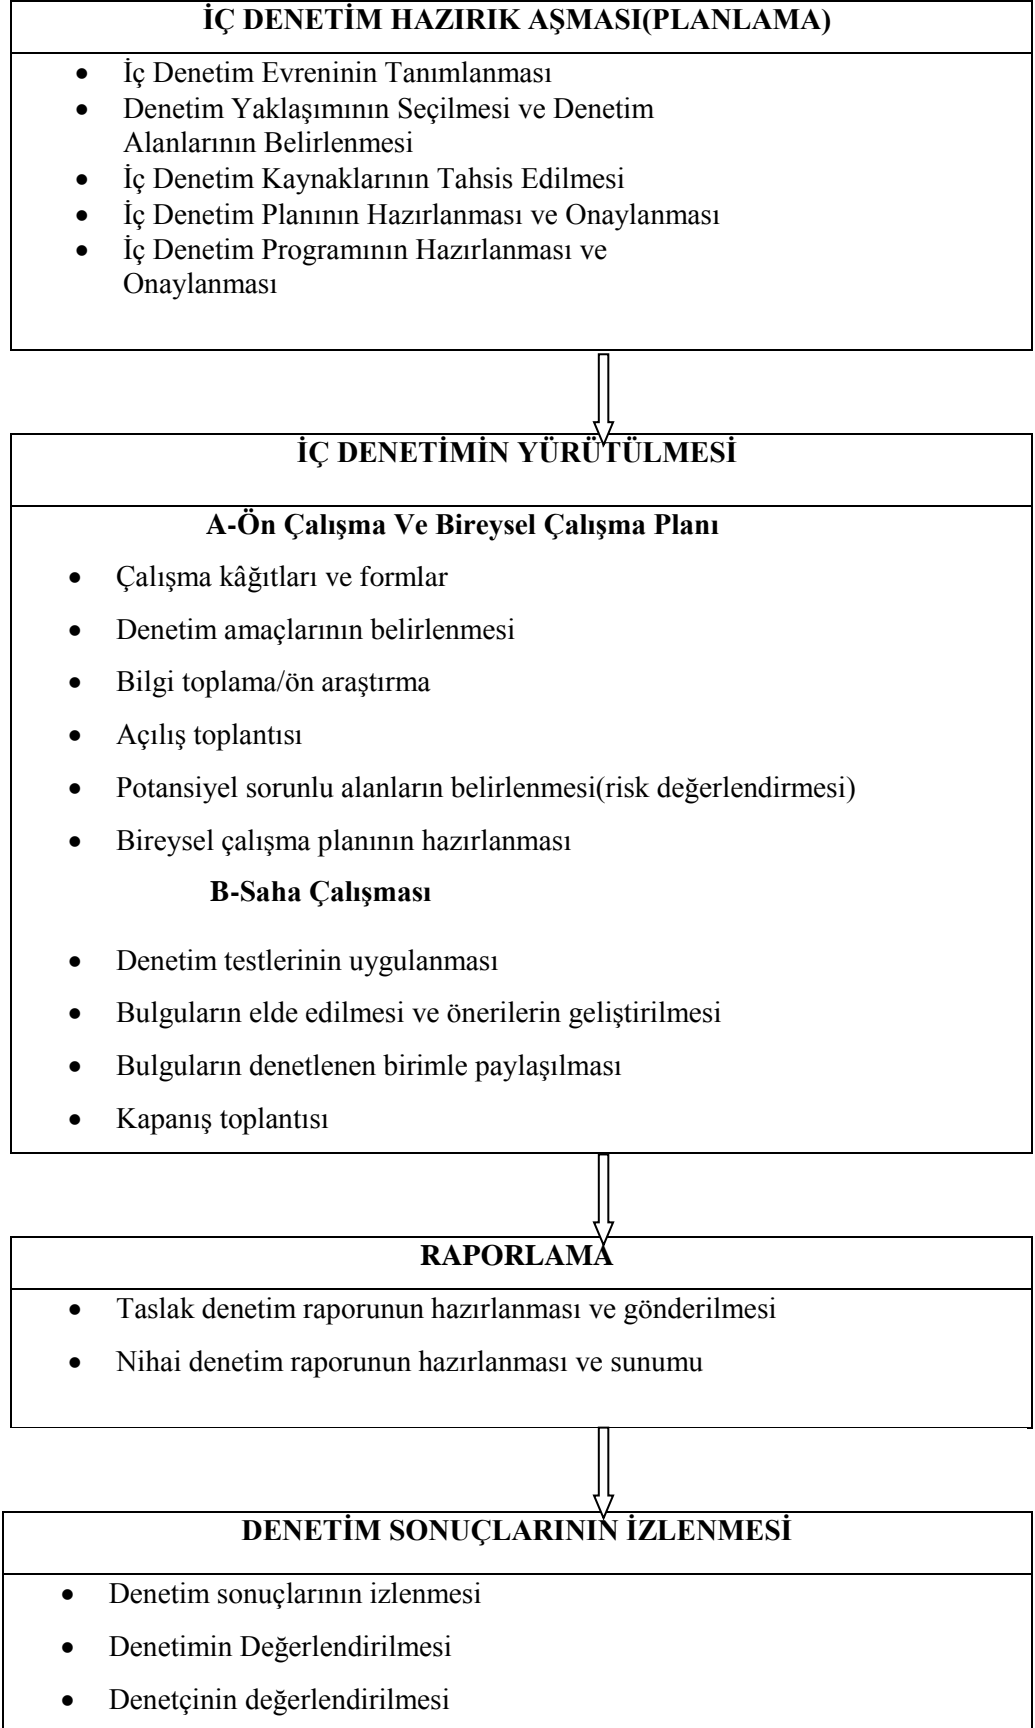 İÇ DENETİM HAZIRIK AŞMASI(PLANLAMA)
• İç Denetim Evreninin Tanımlanması
• Denetim Yaklaşımının Seçilmesi ve Denetim
Alanlarının Belirlenmesi
• İç Denetim Kaynaklarının Tahsis Edilmesi
• İç Denetim Planının Hazırlanması ve Onaylanması
• İç Denetim Programının Hazırlanması ve
Onaylanması
İÇ DENETİMİN YÜRÜTÜLMESİ
A-Ön Çalışma Ve Bireysel Çalışma Planı
• Çalışma kâğıtları ve formlar
• Denetim amaçlarının belirlenmesi
• Bilgi toplama/ön araştırma
• Açılış toplantısı
• Potansiyel sorunlu alanların belirlenmesi(risk değerlendirmesi)
• Bireysel çalışma planının hazırlanması
B-Saha Çalışması
• Denetim testlerinin uygulanması
• Bulguların elde edilmesi ve önerilerin geliştirilmesi
• Bulguların denetlenen birimle paylaşılması
• Kapanış toplantısı
RAPORLAMA
• Taslak denetim raporunun hazırlanması ve gönderilmesi
• Nihai denetim raporunun hazırlanması ve sunumu
DENETİM SONUÇLARININ İZLENMESİ
• Denetim sonuçlarının izlenmesi
• Denetimin Değerlendirilmesi
• Denetçinin değerlendirilmesi